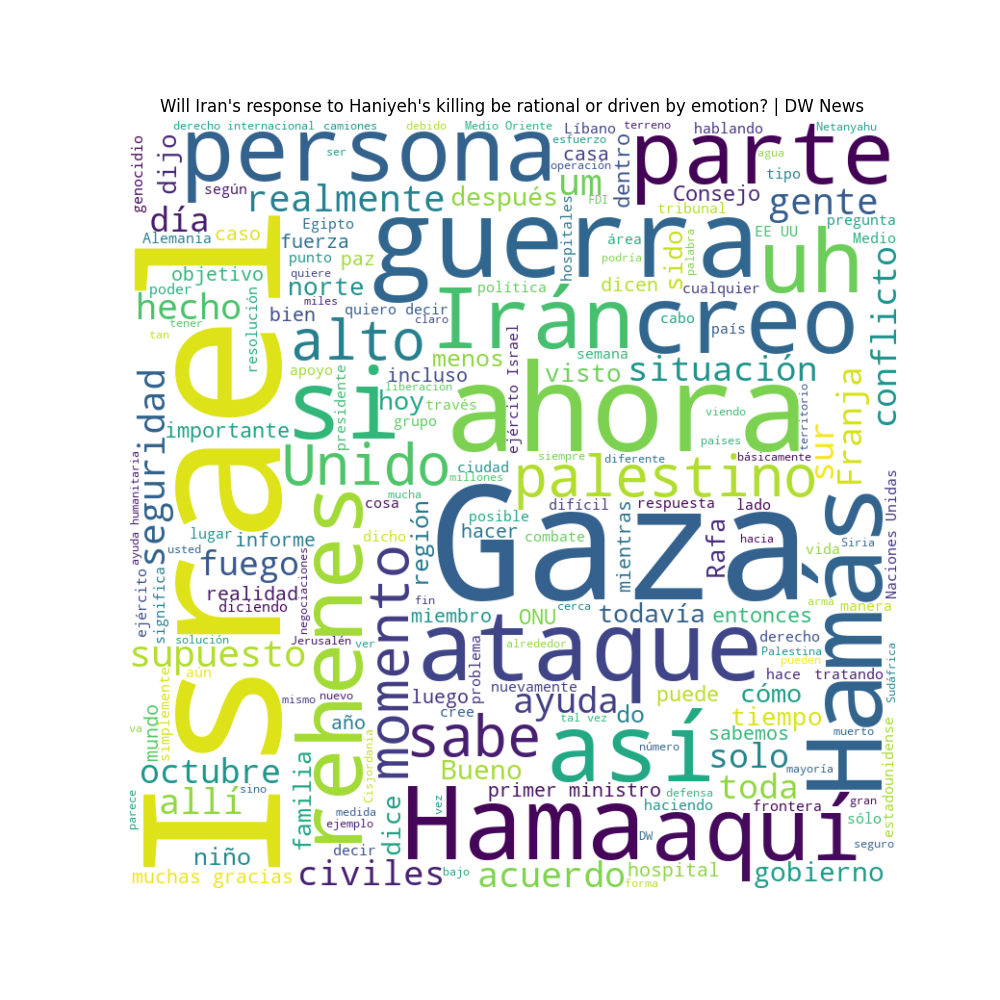 Will Iran's response to Haniyeh's killing be rational or driven by emotion? | DW News
derecho internacional
camiones
debido
Medio Oriente
Líbano
terreno
hablando
Netanyahu
genocidio
dijo
persona
ser
esfuerzo
casa
operación
dentro
parte
agua
tipo
según
realmente
después
um
FDI
Consejo
gente
día
Egipto
hospitales
tribunal
pregunta
Alemania
caso
fuerza
guerra
área
sido
palabra
EE UU
Medio
uh
objetivo
punto
paz
podría
poder
quiere
norte
política
dicen
cualquier
conflicto
hecho
resolución
miles
quiero decir
Irán
creo
cabo
país
tener
bien
claro
tan
alto
menos
semana
Israel
apoyo
incluso
visto
situación
seguridad
presidente
si
liberación
hoy
través
ejército Israel
ahora
territorio
sur
Franja
importante
grupo
viendo
países
Unido
ciudad
siempre
diferente
básicamente
millones
palestino
ayuda humanitaria
rehenes
cosa
mucha
región
Gaza
difícil
respuesta
lado
Hamás
Naciones Unidas
lugar
informe
dicho
posible
hacer
combate
mientras
Rafa
hacia
vida
Siria
usted
fuego
negociaciones
momento
ejército
significa
realidad
diciendo
fin
miembro
ONU
cerca
todavía
entonces
arma
manera
solución
Jerusalén
ver
ataque
alrededor
derecho
Palestina
pueden
Sudáfrica
supuesto
aún
problema
hace
tratando
mismo
nuevo
luego
nuevamente
ayuda
puede
cómo
mundo
simplemente
año
cree
tal vez
do
tiempo
va
Cisjordania
sabe
así
número
sabemos
solo
muerto
estadounidense
octubre
sino
familia
Bueno
mayoría
toda
allí
medida
dice
vez
primer ministro
defensa
haciendo
frontera
gran
parece
ejemplo
Hama
DW
aquí
sólo
niño
decir
seguro
muchas gracias
civiles
bajo
acuerdo
hospital
forma
gobierno